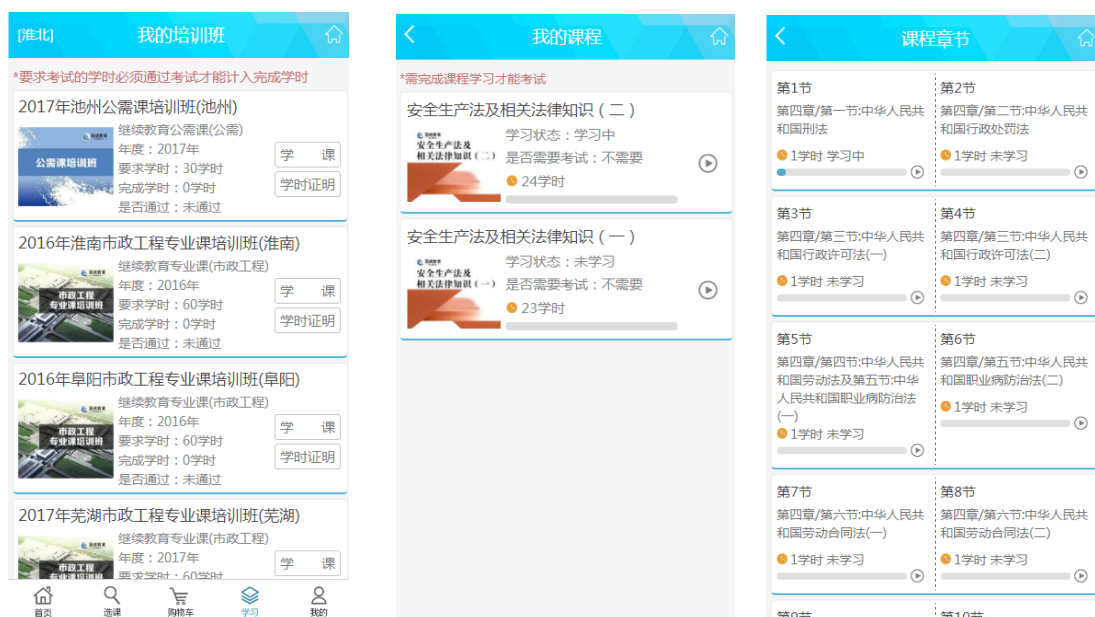 [淮北]
我的培训班
*要求考试的学时必须通过考试才能计入完成学时
2017年池州公需课培训班(池州)
公需课培训班
继续教育公需课(公需)
年度：2017年
要求学时：30学时
完成学时：0学时
是否通过：未通过
学 课
学时证明
2016年淮南市政工程专业课培训班(淮南)
市政工程
专业课培训班
继续教育专业课(市政工程)
年度：2016年
要求学时：60学时
完成学时：0学时
是否通过：未通过
学 课
学时证明
2016年阜阳市政工程专业课培训班(阜阳)
市政工程
专业课培训班
继续教育专业课(市政工程)
年度：2016年
要求学时：60学时
完成学时：0学时
是否通过：未通过
学 课
学时证明
2017年芜湖市政工程专业课培训班(芜湖)
市政工程
专业课培训班
继续教育专业课(市政工程)
年度：2017年
要求学时：60学时
学 课
首页
选课
购物车
学习
我的
我的课程
*需完成课程学习才能考试
安全生产法及相关法律知识（二）
安全生产法及
相关法律知识（二）
学习状态：学习中
是否需要考试：不需要
24学时
安全生产法及相关法律知识（一）
安全生产法及
相关法律知识（一）
学习状态：未学习
是否需要考试：不需要
23学时
课程章节
第1节
第四章/第一节:中华人民共
和国刑法
1学时 学习中
第2节
第四章/第二节:中华人民共
和国行政处罚法
1学时 未学习
第3节
第四章/第三节:中华人民共
和国行政许可法(一)
1学时 未学习
第4节
第四章/第三节:中华人民共
和国行政许可法(二)
1学时 未学习
第5节
第四章/第四节:中华人民共
和国劳动法及第五节:中华
人民共和国职业病防治法
(一)
1学时 未学习
第6节
第四章/第五节:中华人民共
和国职业病防治法(二)
1学时 未学习
第7节
第四章/第六节:中华人民共
和国劳动合同法(一)
1学时 未学习
第8节
第四章/第六节:中华人民共
和国劳动合同法(二)
1学时 未学习
第9节
第10节